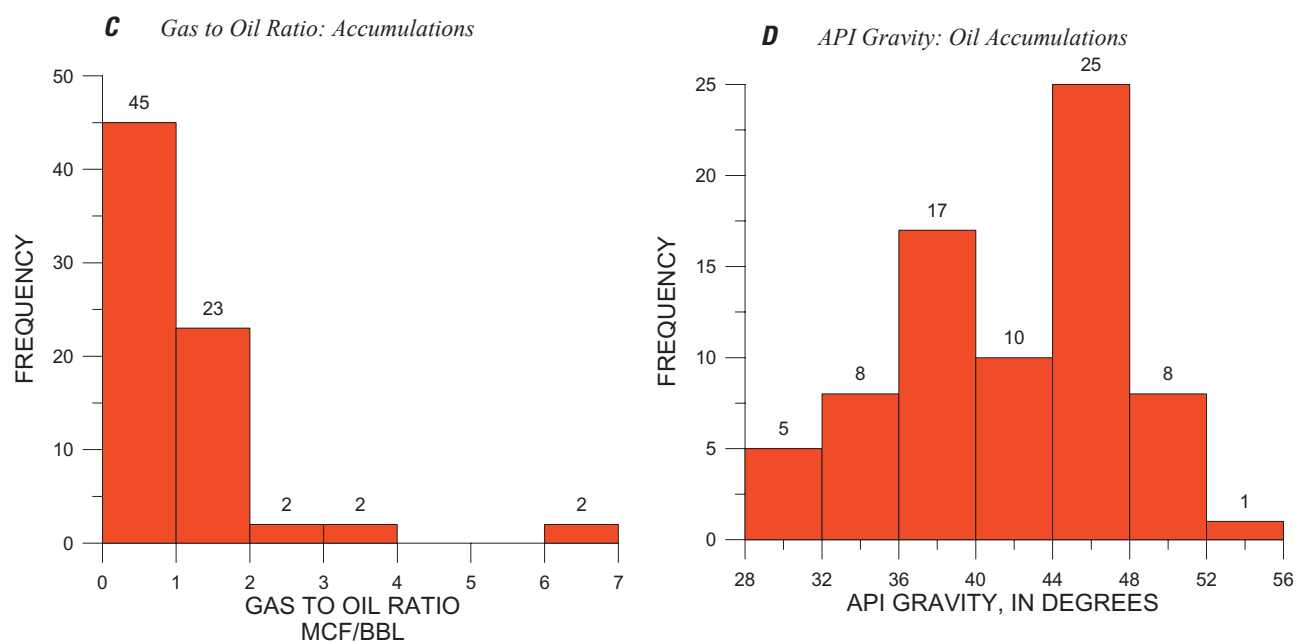 C Gas to Oil Ratio: Accumulations
50
40
30
20
10
0
FREQUENCY
45
23
2
2
2
0 1 2 3 4 5 6 7
GAS TO OIL RATIO
MCF/BBL
D API Gravity: Oil Accumulations
25
20
15
10
5
0
FREQUENCY
5
8
17
10
25
8
1
28 32 36 40 44 48 52 56
API GRAVITY, IN DEGREES